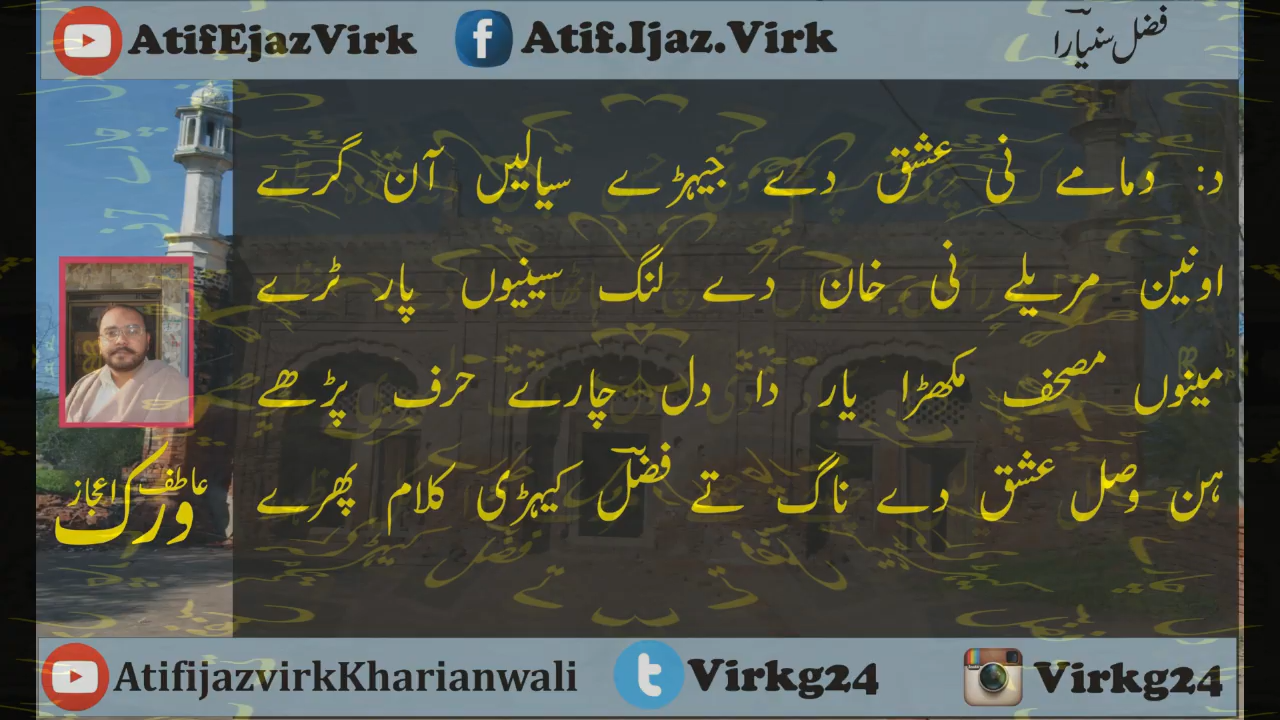 AtifEjazVirk
Atif.Ijaz.Virk
فضل سنیارا
د: دمامے نی عشق دے جیہڑے سیالیں آن گرے
اونین مریلے نی خان دے لنگ سینیوں پار ٹرے
مینوں مصحف مکھڑا یار دا دل چارے حرف پڑھے
ہن وصل عشق دے ناگ تے فضلؔ کیہڑی کلام پھرے
عاطف اعجاز
ورک
AtifijazvirkKharianwali
Virkg24
Virkg24